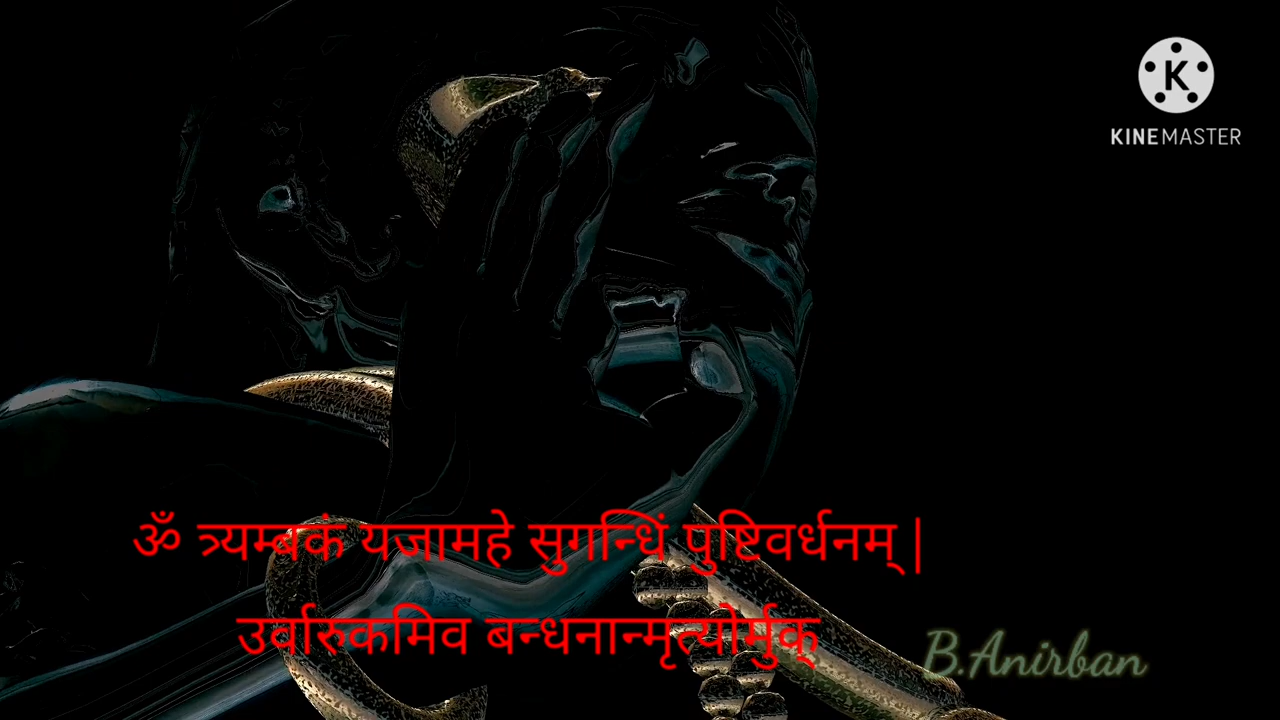 KINEMASTER
ॐ त्र्यम्बकं यजामहे सुगन्धिं पुष्टिवर्धनम् |
उर्वारुकमिव बन्धनान्मृत्योर्मुक्
B.Anirban